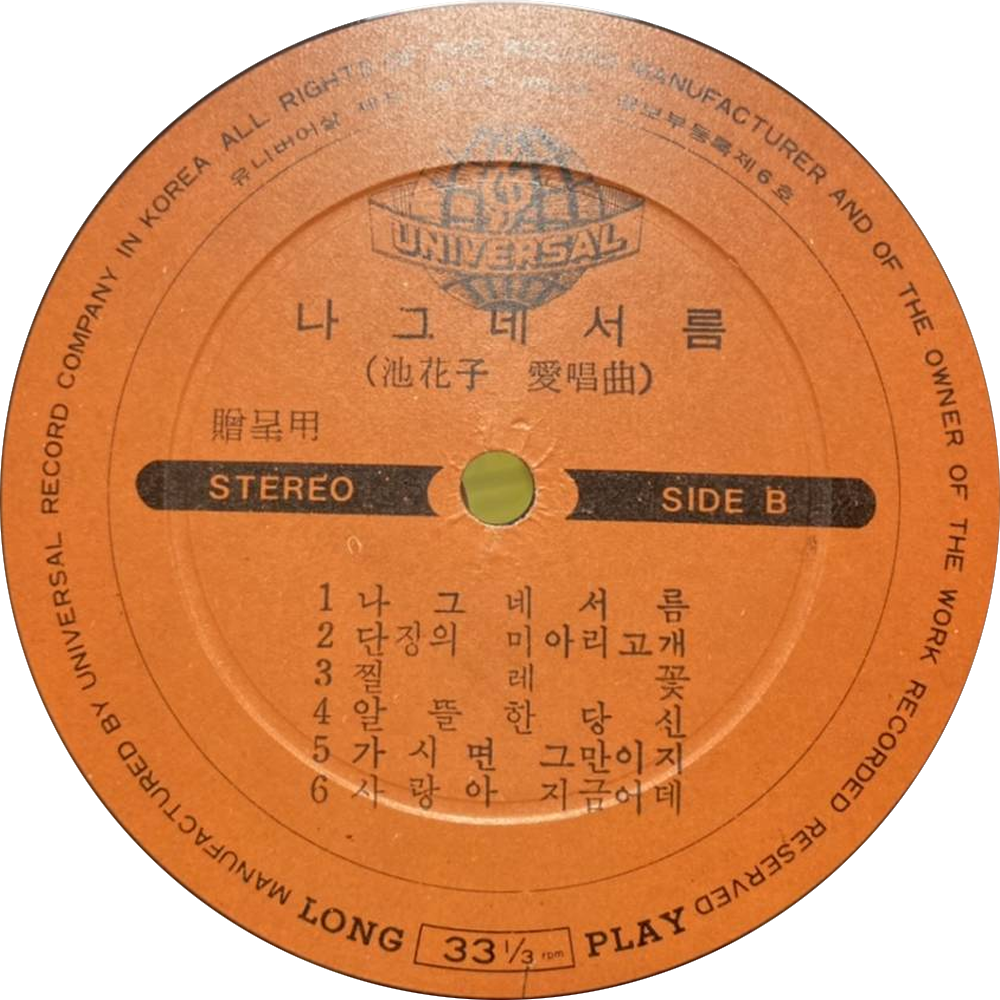 MANUFACTURED BY UNIVERSAL RECORD COMPANY IN KOREA ALL RIGHTS OF THE RECORD MANUFACTURER AND OF THE OWNER OF THE WORK RECORDED RESERVED
유니버어살 공보부등록제6호
UNIVERSAL
나그네서름
(池花子 愛唱曲)
贈呈用
STEREO SIDE B
1 나그네서름
2 단장의 미아리고개
3 찔레꽃
4 알뜰한당신
5 가시면 그만이지
6 사랑아 지금어데
LONG 33 1/3 rpm PLAY